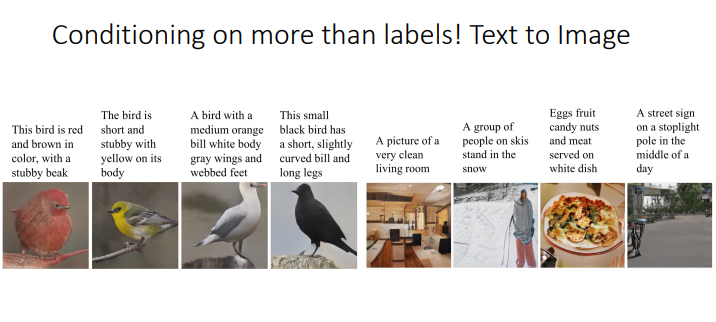 Conditioning on more than labels! Text to Image
This bird is red
and brown in
color, with a
stubby beak
The bird is
short and
stubby with
yellow on its
body
A bird with a
medium orange
bill white body
gray wings and
webbed feet
This small
black bird has
a short, slightly
curved bill and
long legs
A picture of a
very clean
living room
A group of
people on skis
stand in the
snow
Eggs fruit
candy nuts
and meat
served on
white dish
A street sign
on a stoplight
pole in the
middle of a
day